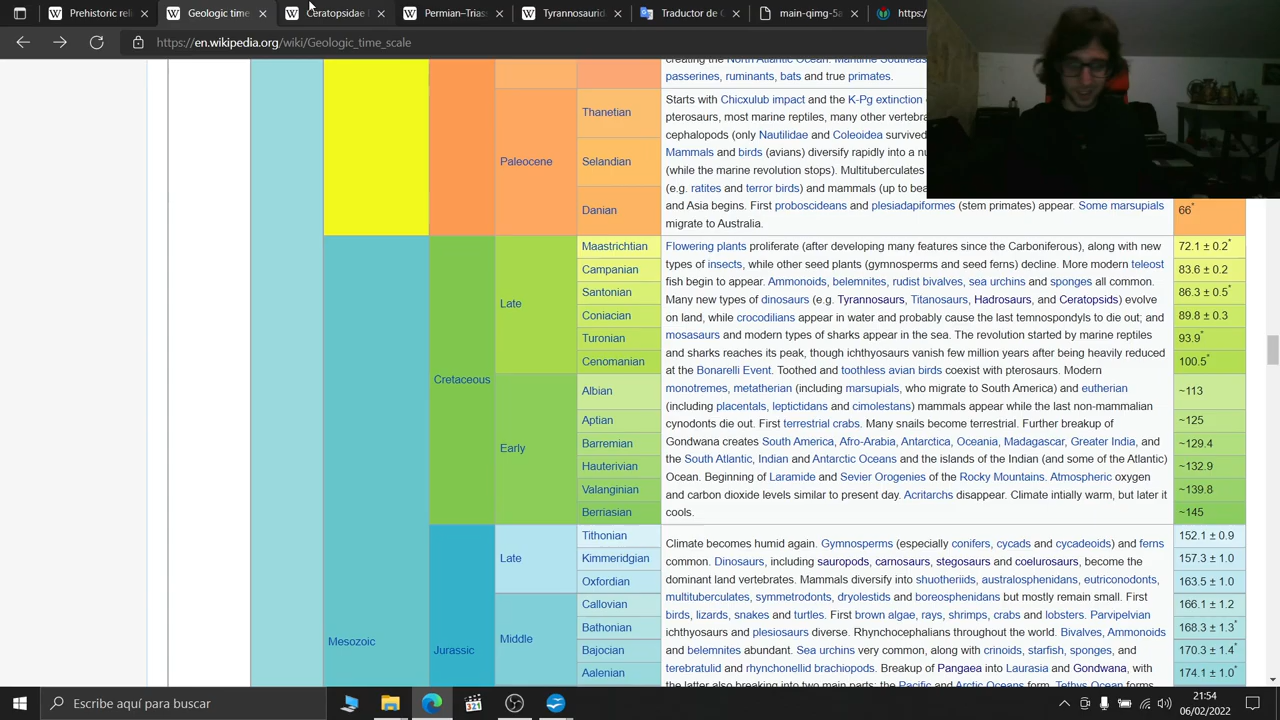 Prehistoric reli
Geologic time
Ceratopsidae
Permian–Trias
Tyrannosaurid
Traductor de G
main-qimg-5a
https:/
https://en.wikipedia.org/wiki/Geologic_time_scale
passerines, ruminants, bats and true primates.
Paleocene
Thanetian
Selandian
Danian
Starts with Chicxulub impact and the K-Pg extinction
pterosaurs, most marine reptiles, many other vertebra
cephalopods (only Nautilidae and Coleoidea survived
Mammals and birds (avians) diversify rapidly into a nu
(while the marine revolution stops). Multituberculates
(e.g. ratites and terror birds) and mammals (up to bea
and Asia begins. First proboscideans and plesiadapiformes (stem primates) appear. Some marsupials
migrate to Australia.
66*
Mesozoic
Cretaceous
Late
Maastrichtian
Campanian
Santonian
Coniacian
Turonian
Cenomanian
Early
Albian
Aptian
Barremian
Hauterivian
Valanginian
Berriasian
Flowering plants proliferate (after developing many features since the Carboniferous), along with new
types of insects, while other seed plants (gymnosperms and seed ferns) decline. More modern teleost
fish begin to appear. Ammonoids, belemnites, rudist bivalves, sea urchins and sponges all common.
Many new types of dinosaurs (e.g. Tyrannosaurs, Titanosaurs, Hadrosaurs, and Ceratopsids) evolve
on land, while crocodilians appear in water and probably cause the last temnospondyls to die out; and
mosasaurs and modern types of sharks appear in the sea. The revolution started by marine reptiles
and sharks reaches its peak, though ichthyosaurs vanish few million years after being heavily reduced
at the Bonarelli Event. Toothed and toothless avian birds coexist with pterosaurs. Modern
monotremes, metatherian (including marsupials, who migrate to South America) and eutherian
(including placentals, leptictidans and cimolestans) mammals appear while the last non-mammalian
cynodonts die out. First terrestrial crabs. Many snails become terrestrial. Further breakup of
Gondwana creates South America, Afro-Arabia, Antarctica, Oceania, Madagascar, Greater India, and
the South Atlantic, Indian and Antarctic Oceans and the islands of the Indian (and some of the Atlantic)
Ocean. Beginning of Laramide and Sevier Orogenies of the Rocky Mountains. Atmospheric oxygen
and carbon dioxide levels similar to present day. Acritarchs disappear. Climate intially warm, but later it
cools.
72.1 ± 0.2*
83.6 ± 0.2
86.3 ± 0.5*
89.8 ± 0.3
93.9*
100.5*
~113
~125
~129.4
~132.9
~139.8
~145
Jurassic
Late
Tithonian
Kimmeridgian
Oxfordian
Middle
Callovian
Bathonian
Bajocian
Aalenian
Climate becomes humid again. Gymnosperms (especially conifers, cycads and cycadeoids) and ferns
common. Dinosaurs, including sauropods, carnosaurs, stegosaurs and coelurosaurs, become the
dominant land vertebrates. Mammals diversify into shuotheriids, australosphenidans, eutriconodonts,
multituberculates, symmetrodonts, dryolestids and boreosphenidans but mostly remain small. First
birds, lizards, snakes and turtles. First brown algae, rays, shrimps, crabs and lobsters. Parvipelvian
ichthyosaurs and plesiosaurs diverse. Rhynchocephalians throughout the world. Bivalves, Ammonoids
and belemnites abundant. Sea urchins very common, along with crinoids, starfish, sponges, and
terebratulid and rhynchonellid brachiopods. Breakup of Pangaea into Laurasia and Gondwana, with
the latter also breaking into two main parts; the Pacific and Arctic Oceans form. Tethys Ocean forms
152.1 ± 0.9
157.3 ± 1.0
163.5 ± 1.0
166.1 ± 1.2
168.3 ± 1.3*
170.3 ± 1.4*
174.1 ± 1.0*
Escribe aquí para buscar
321
21:54
06/02/2022